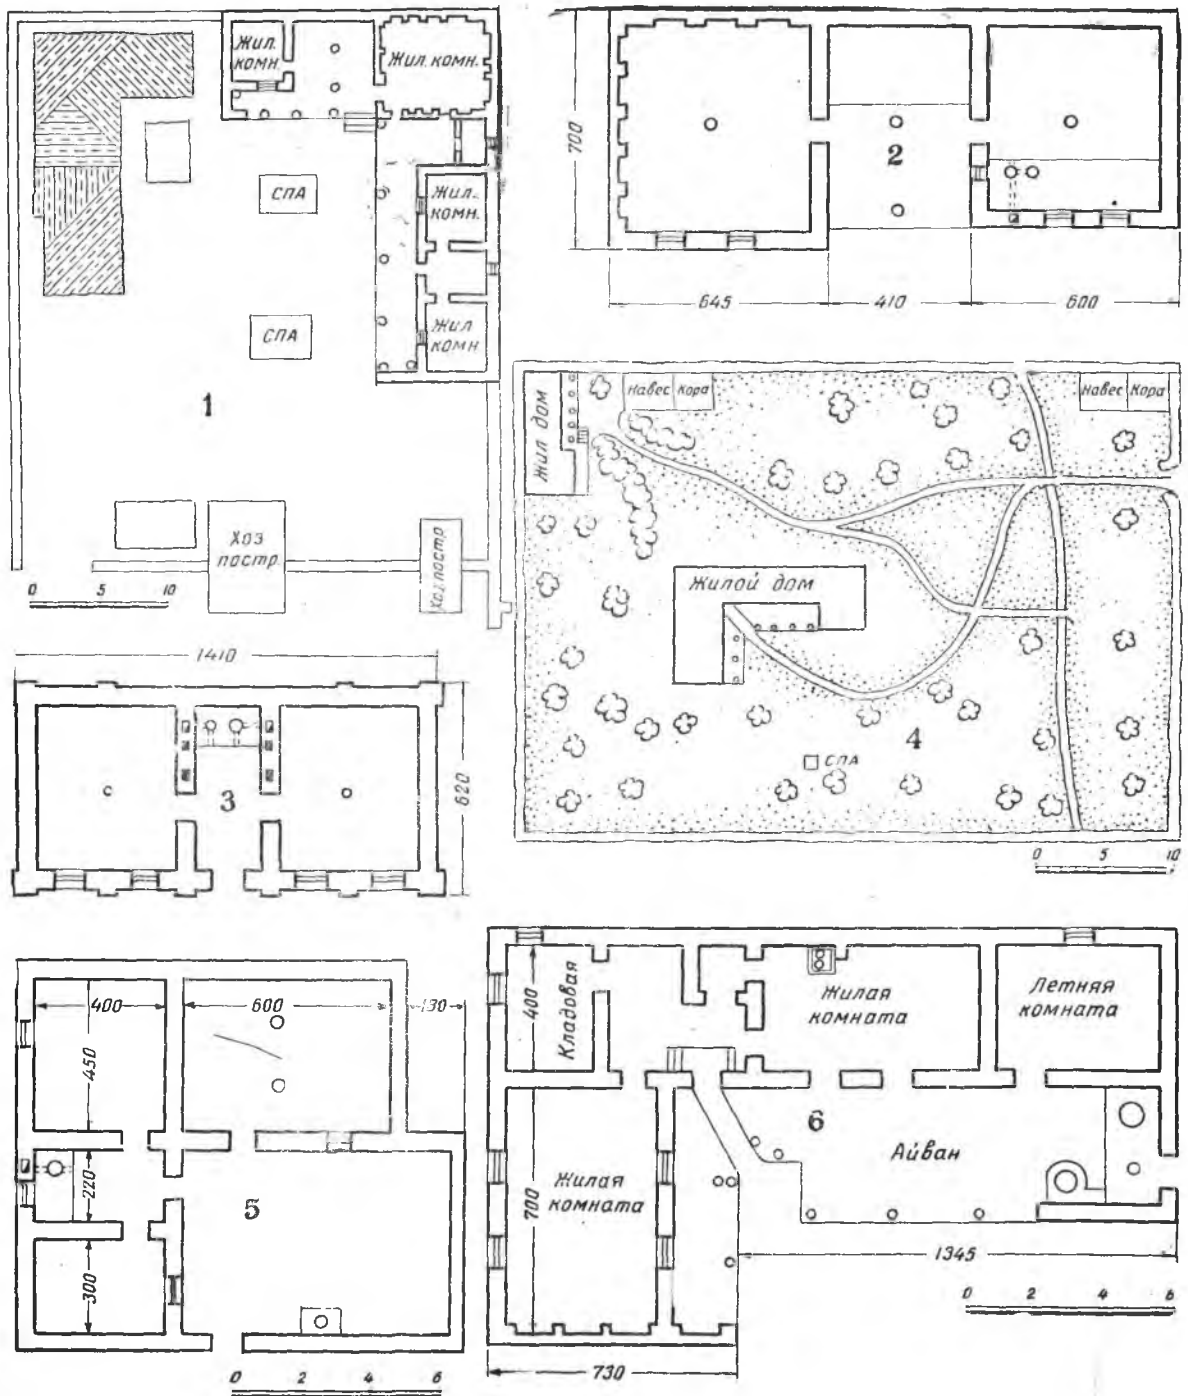 Жил.
комн.
Жил. комн.
СПА
Жил.
комн.
СПА
Жил
комн
1
Хоз
постр.
Хоз постр
0 10
700
2
645 410 600
Навес Кора
Навес Кора
Жил дом
Жилой дом
4
СПА
0 5 10
1410
3
620
400 600 130
450
220
5
300
0 2 4 6
Кладовая
400
Жилая
комната
Летняя
комната
6
Айван
Жилая
комната
700
1345
730
0 2 4 6